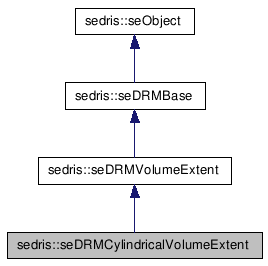 sedris::seObject
sedris::seDRMBase
sedris::seDRMVolumeExtent
sedris::seDRMCylindricalVolumeExtent